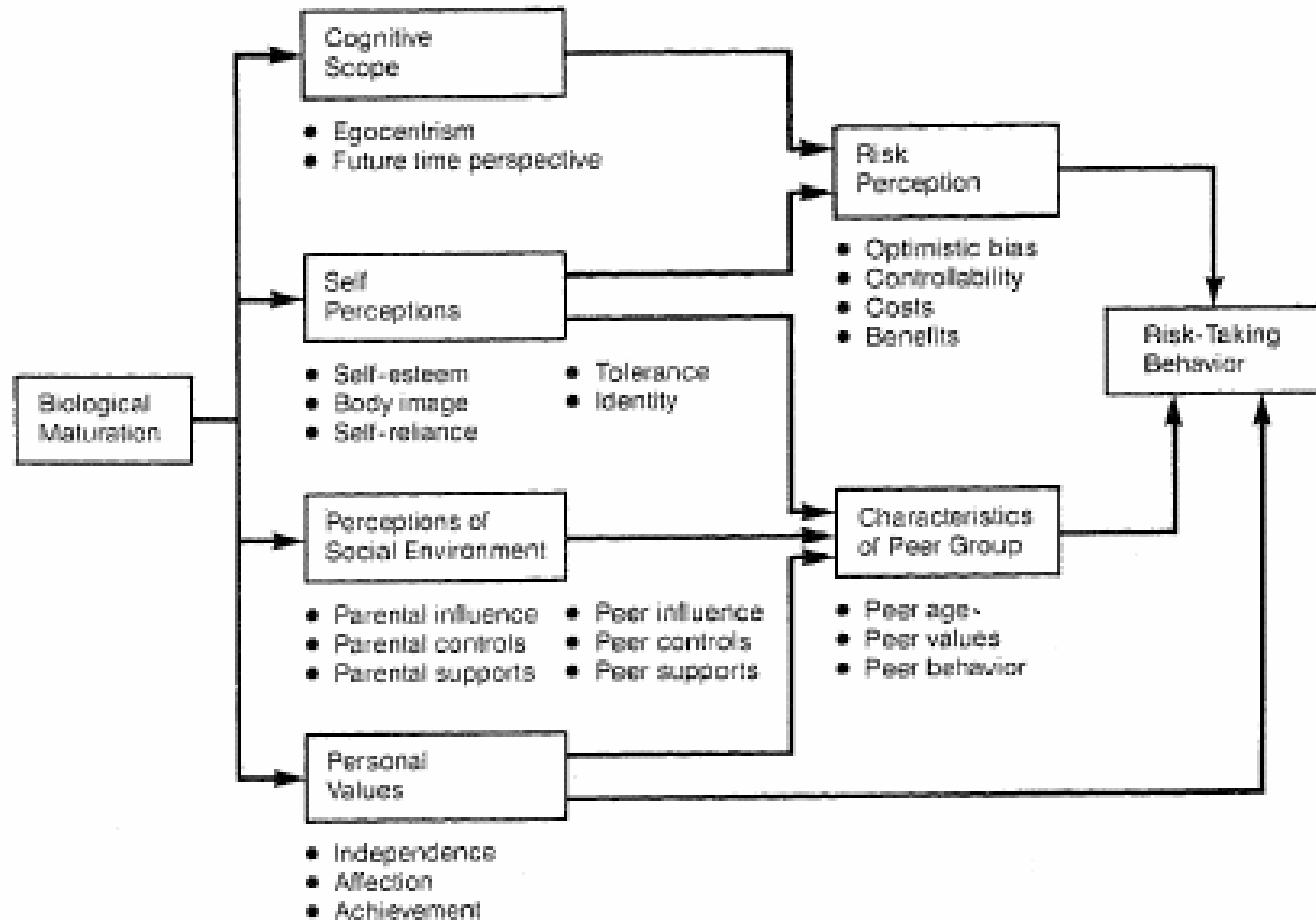 Cognitive
Scope
● Egocentrism
● Future time perspective
Risk
Perception
● Optimistic bias
● Controllability
● Costs
● Benefits
Self
Perceptions
● Self-esteem
● Body image
● Self-reliance
● Tolerance
● Identity
Risk-Taking
Behavior
Biological
Maturation
Perceptions of
Social Environment
● Parental influence
● Parental controls
● Parental supports
● Peer influence
● Peer controls
● Peer supports
Characteristics
of Peer Group
● Peer age
● Peer values
● Peer behavior
Personal
Values
● Independence
● Affection
● Achievement